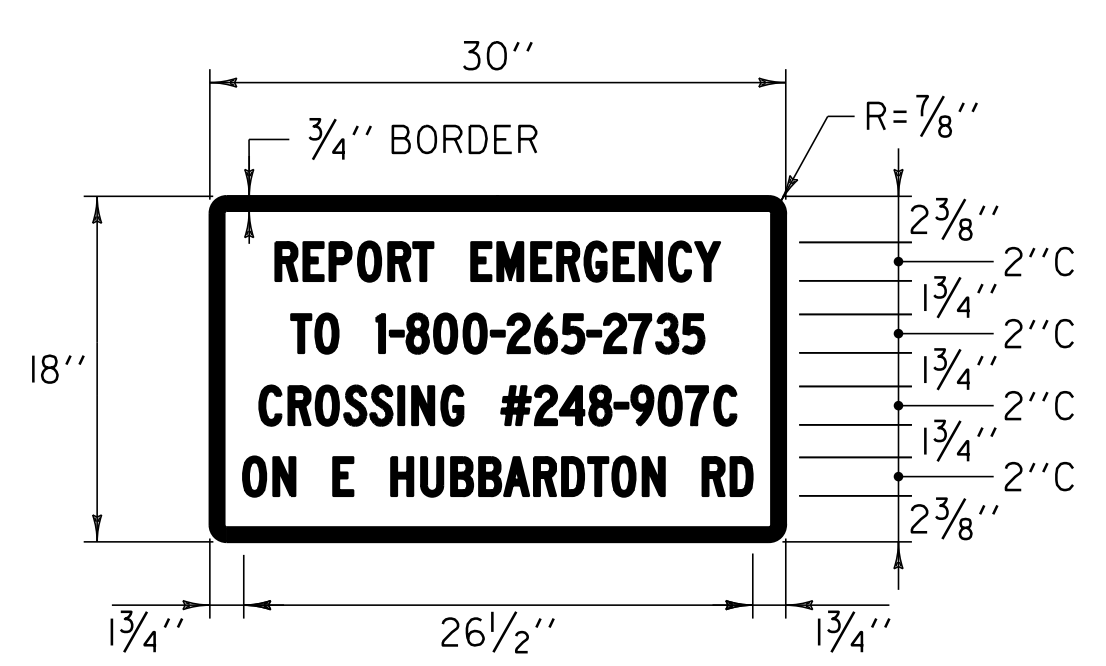 30''
R=7/8''
3/4'' BORDER
2 3/8''
REPORT EMERGENCY
2''C
1 3/4''
TO 1-800-265-2735
2''C
18''
1 3/4''
CROSSING #248-907C
2''C
1 3/4''
ON E HUBBARDTON RD
2''C
2 3/8''
1 3/4''
26 1/2''
1 3/4''